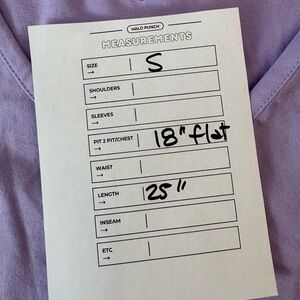 HALO PUNCH
MEASUREMENTS
SIZE → S
SHOULDERS →
SLEEVES →
PIT 2 PIT/CHEST → 18" flat
WAIST →
LENGTH → 25"
INSEAM →
ETC →